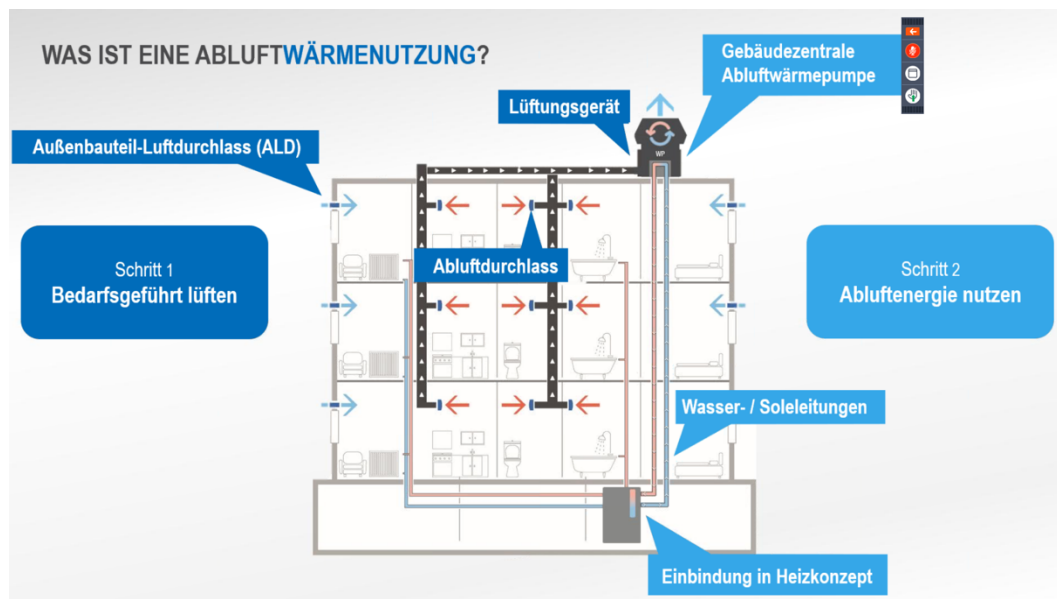 WAS IST EINE ABLUFTWÄRMENUTZUNG?
Gebäudezentrale
Abluftwärmepumpe
Lüftungsgerät
Außenbauteil-Luftdurchlass (ALD)
WP
Abluftdurchlass
Schritt 1
Bedarfsgeführt lüften
Schritt 2
Abluftenergie nutzen
Wasser- / Soleleitungen
Einbindung in Heizkonzept